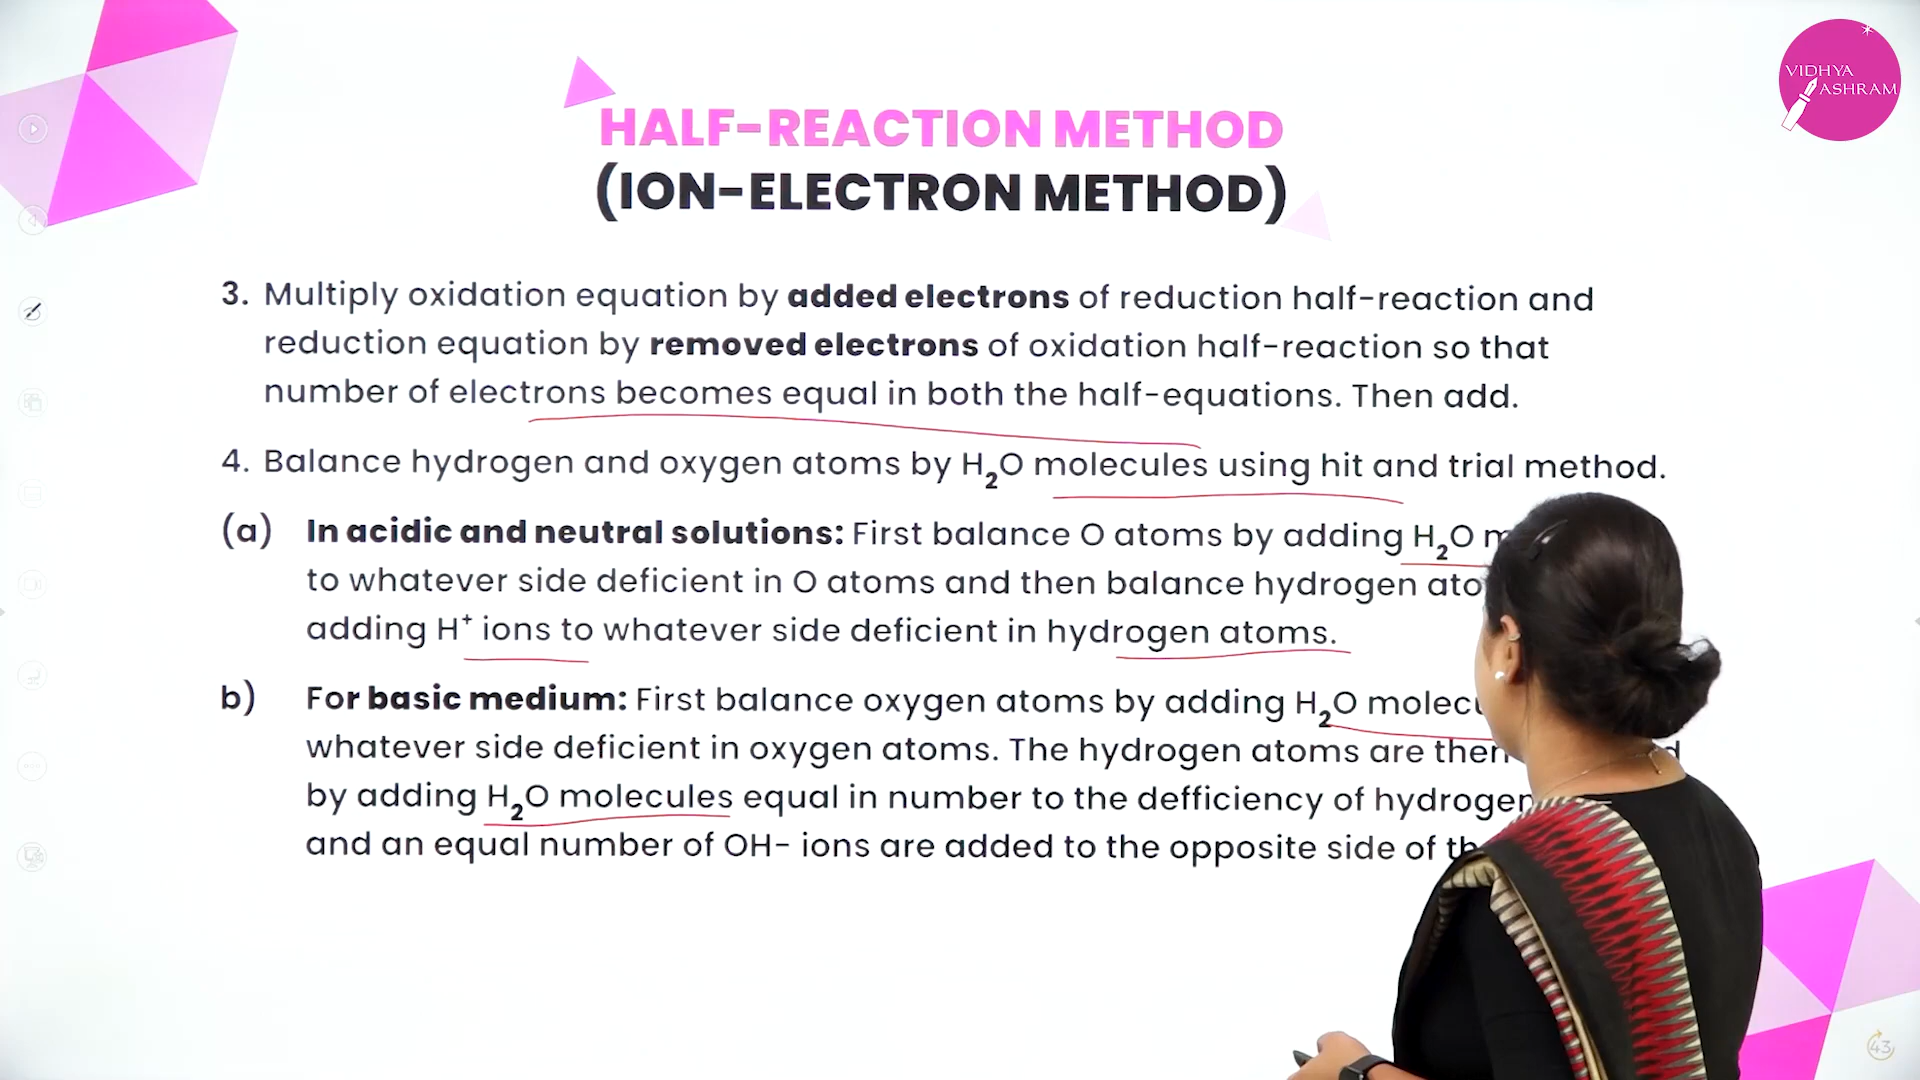 VIDHYA
ASHRAM
HALF-REACTION METHOD
(ION-ELECTRON METHOD)
3. Multiply oxidation equation by added electrons of reduction half-reaction and
reduction equation by removed electrons of oxidation half-reaction so that
number of electrons becomes equal in both the half-equations. Then add.
4. Balance hydrogen and oxygen atoms by H₂O molecules using hit and trial method.
(a) In acidic and neutral solutions: First balance O atoms by adding H₂O
to whatever side deficient in O atoms and then balance hydrogen
adding H⁺ ions to whatever side deficient in hydrogen atoms.
b) For basic medium: First balance oxygen atoms by adding H₂O
whatever side deficient in oxygen atoms. The hydrogen atoms are then
by adding H₂O molecules equal in number to the defficiency of
and an equal number of OH- ions are added to the opposite side of
43